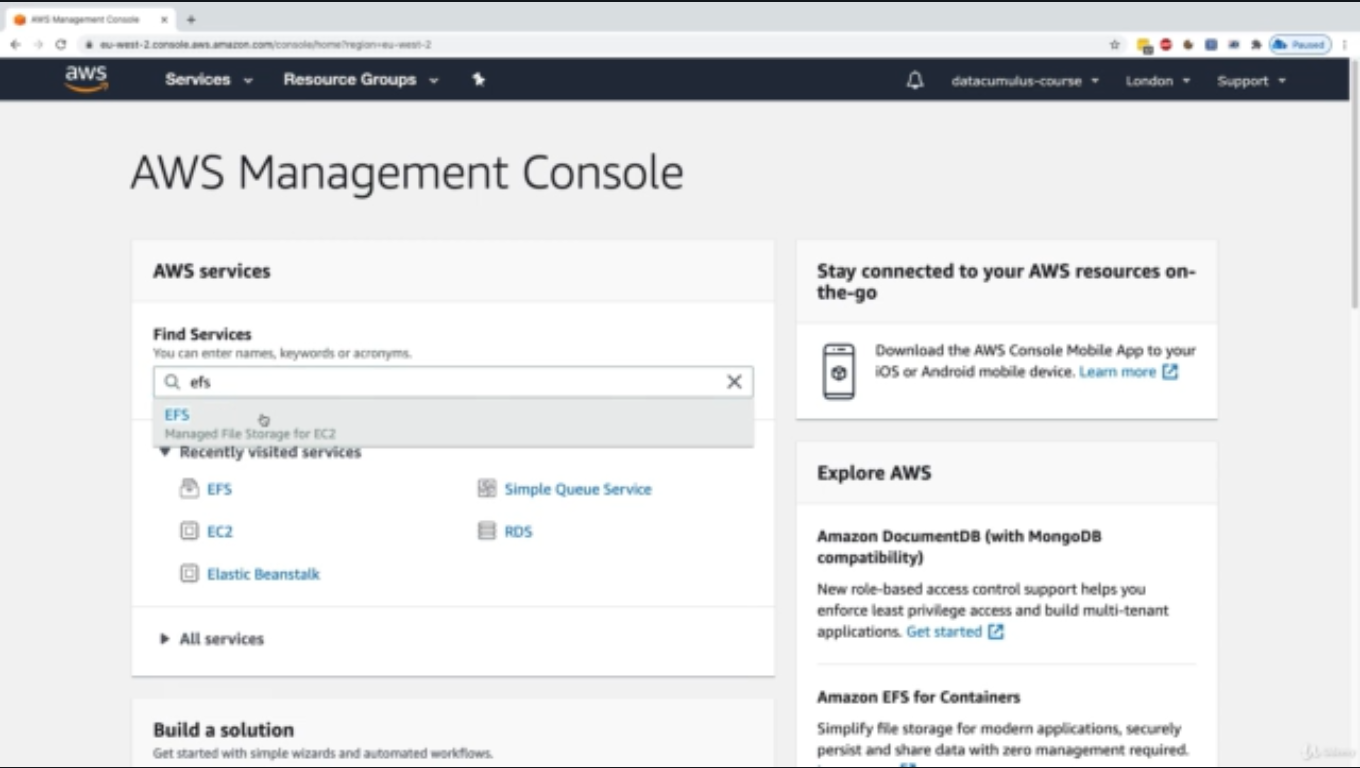 AWS Management Console
eu-west-2.console.aws.amazon.com/console/home?region=eu-west-2
Paused
aws
Services
Resource Groups
datacumulus-course
London
Support
AWS Management Console
AWS services
Find Services
You can enter names, keywords or acronyms.
efs
EFS
Managed File Storage for EC2
Recently visited services
EFS
Simple Queue Service
EC2
RDS
Elastic Beanstalk
All services
Build a solution
Get started with simple wizards and automated workflows.
Stay connected to your AWS resources on-
the-go
Download the AWS Console Mobile App to your
iOS or Android mobile device. Learn more
Explore AWS
Amazon DocumentDB (with MongoDB
compatibility)
New role-based access control support helps you
enforce least privilege access and build multi-tenant
applications. Get started
Amazon EFS for Containers
Simplify file storage for modern applications, securely
persist and share data with zero management required.